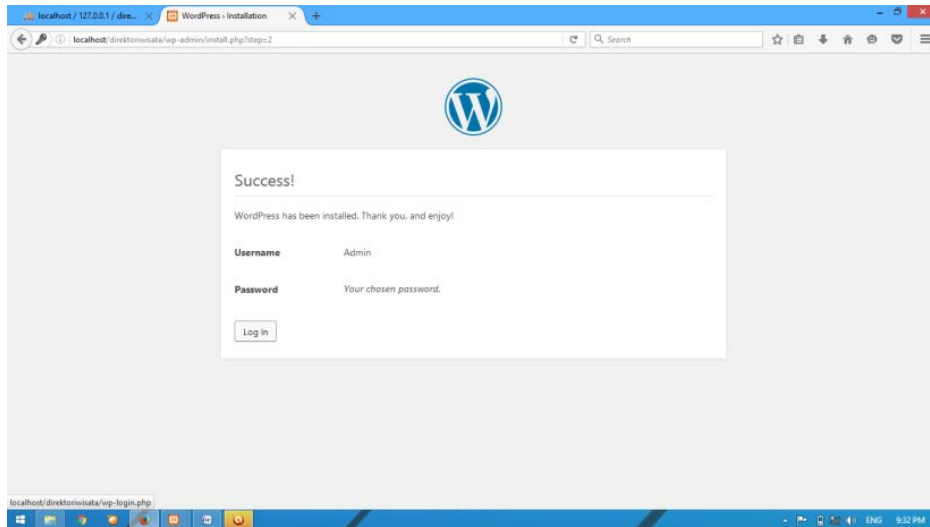 localhost / 127.0.0.1 / dire...
WordPress › Installation
localhost/direktoriwisata/wp-admin/install.php?step=2
Search
Success!
WordPress has been installed. Thank you, and enjoy!
Username Admin
Password Your chosen password.
Log In
localhost/direktoriwisata/wp-login.php
ENG 9:32 PM